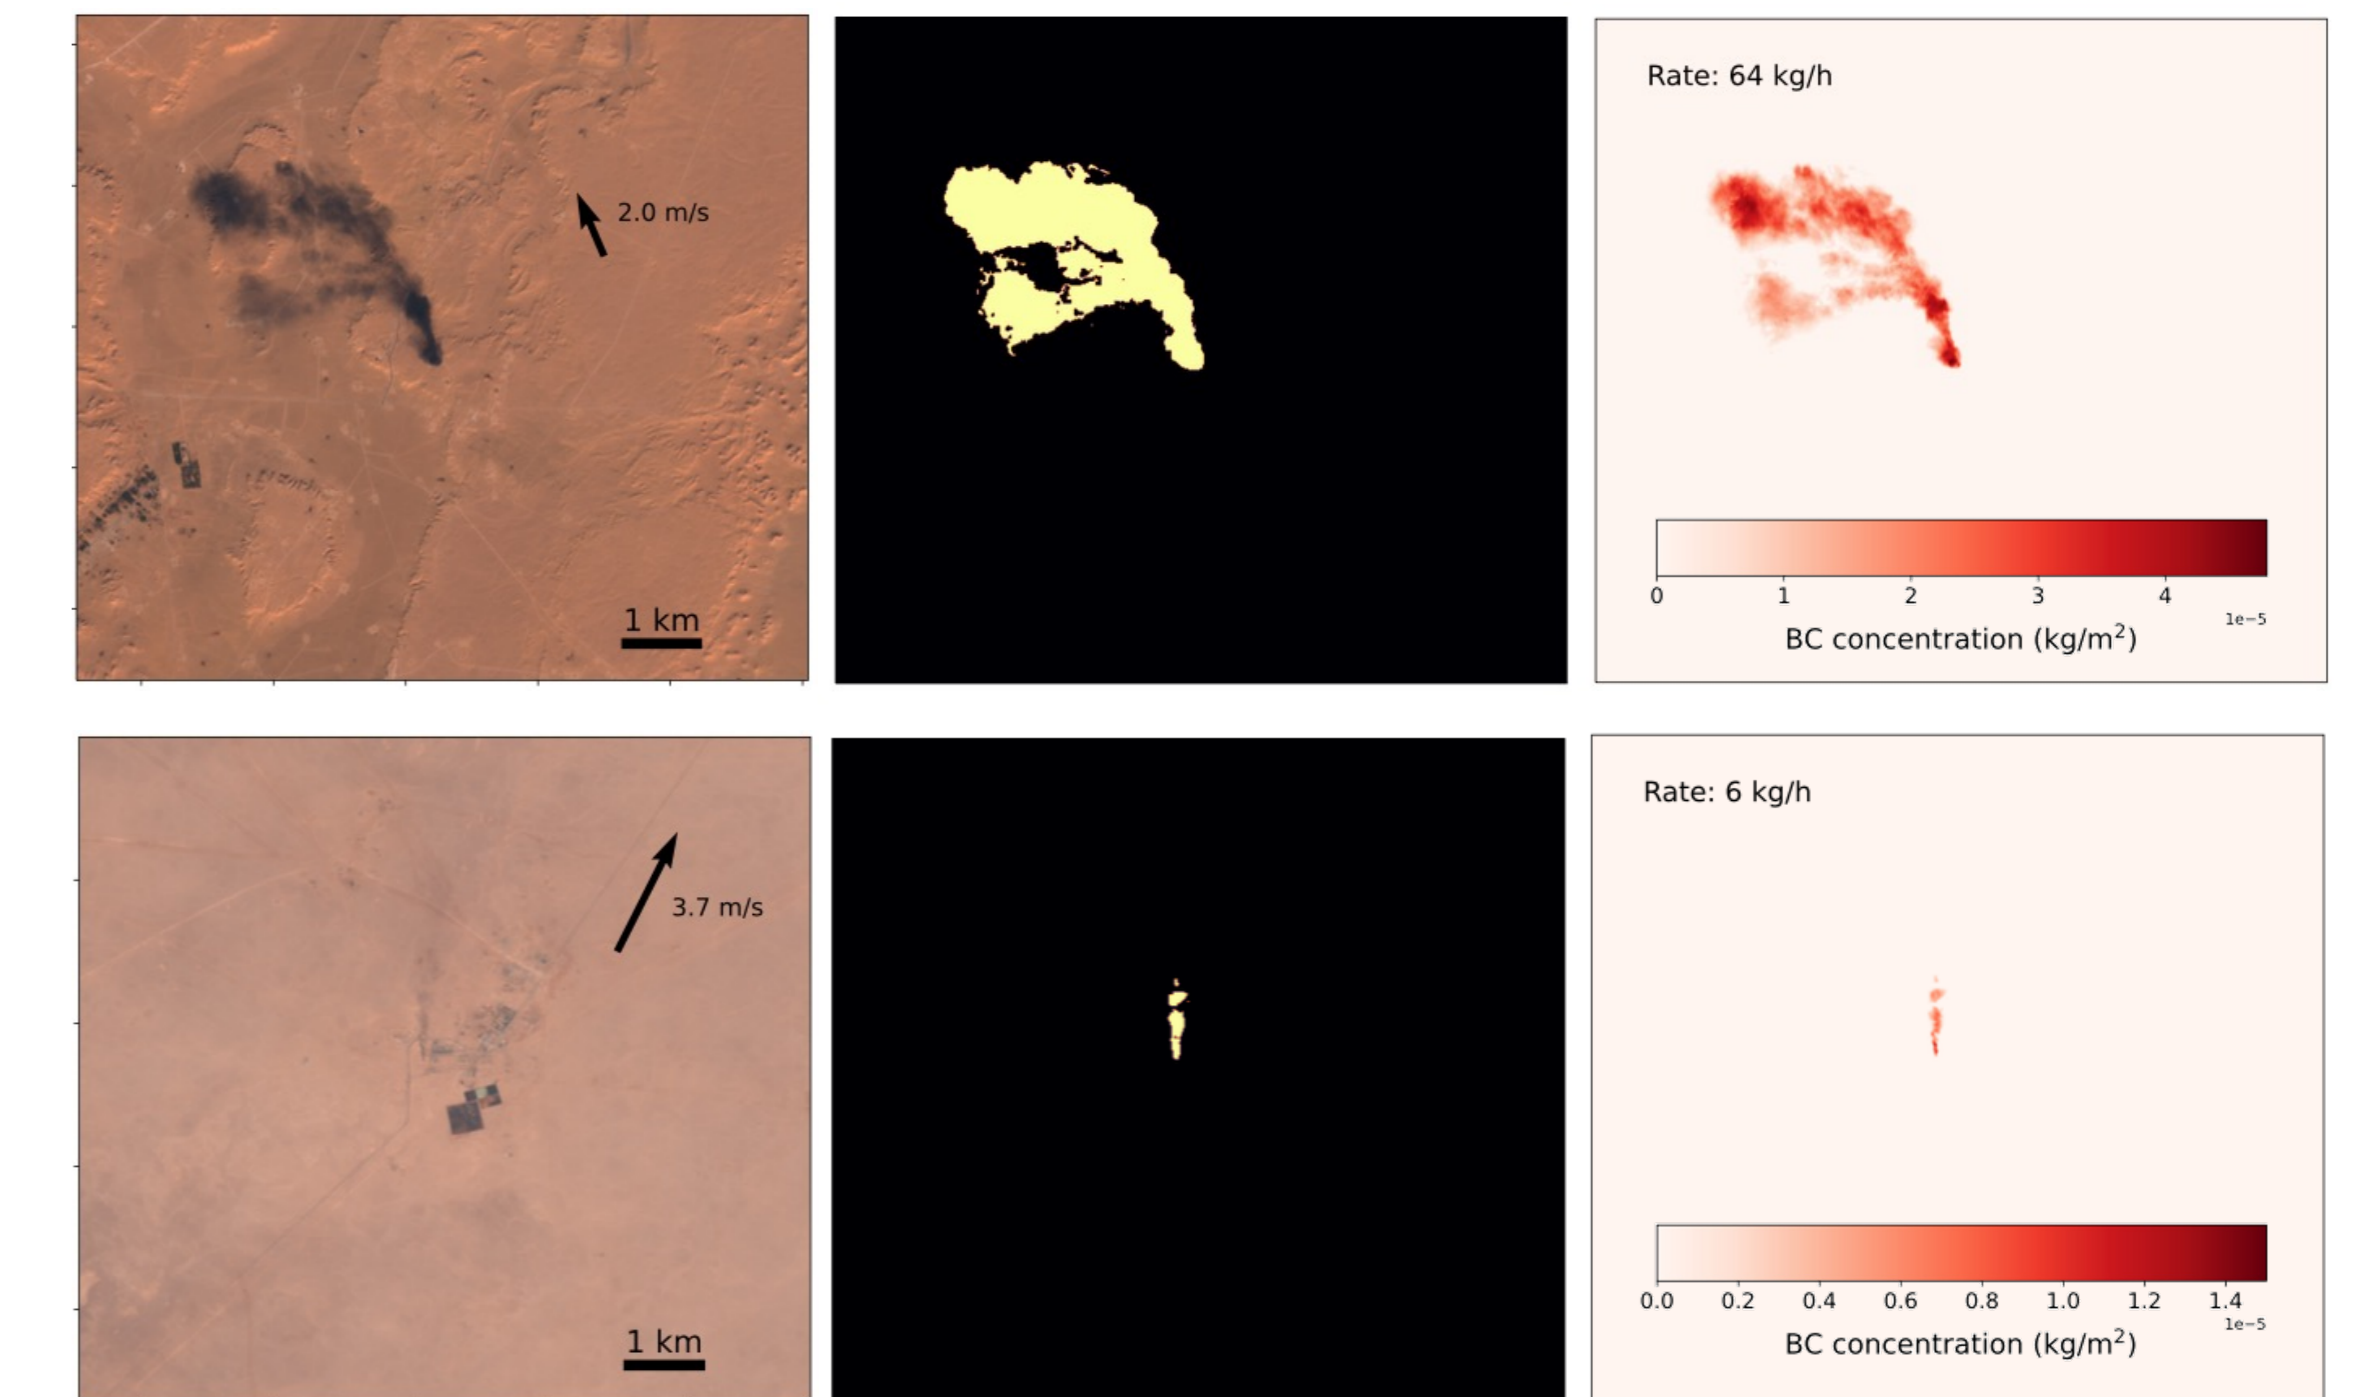 2.0 m/s
1 km
Rate: 64 kg/h
0 1 2 3 4
1e−5
BC concentration (kg/m²)
3.7 m/s
1 km
Rate: 6 kg/h
0.0 0.2 0.4 0.6 0.8 1.0 1.2 1.4
1e−5
BC concentration (kg/m²)